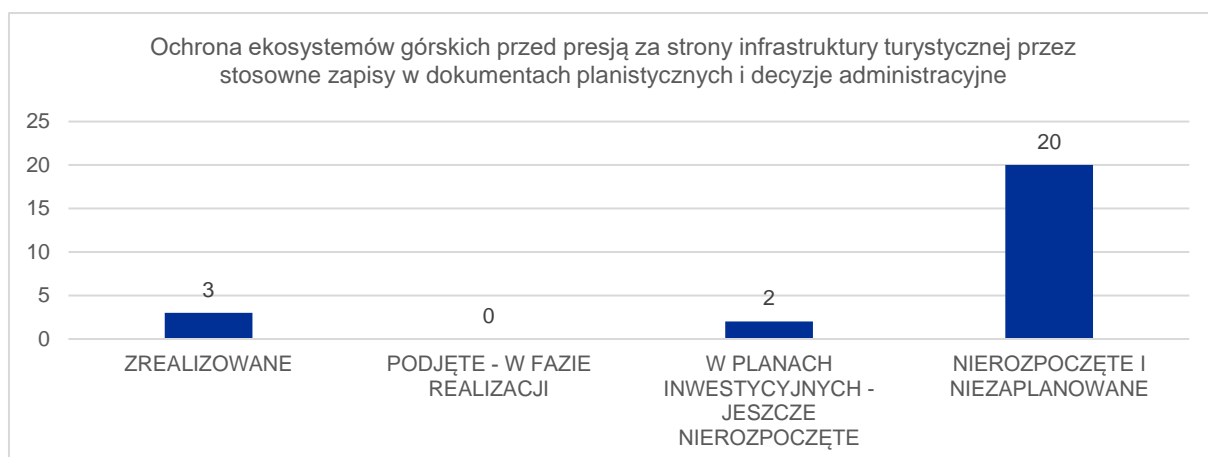 Ochrona ekosystemów górskich przed presją za strony infrastruktury turystycznej przez
stosowne zapisy w dokumentach planistycznych i decyzje administracyjne
25
20
15
10
5
0
3
0
2
20
ZREALIZOWANE
PODJĘTE - W FAZIE
REALIZACJI
W PLANACH
INWESTYCYJNYCH -
JESZCZE
NIEROZPOCZĘTE
NIEROZPOCZĘTE I
NIEZAPLANOWANE